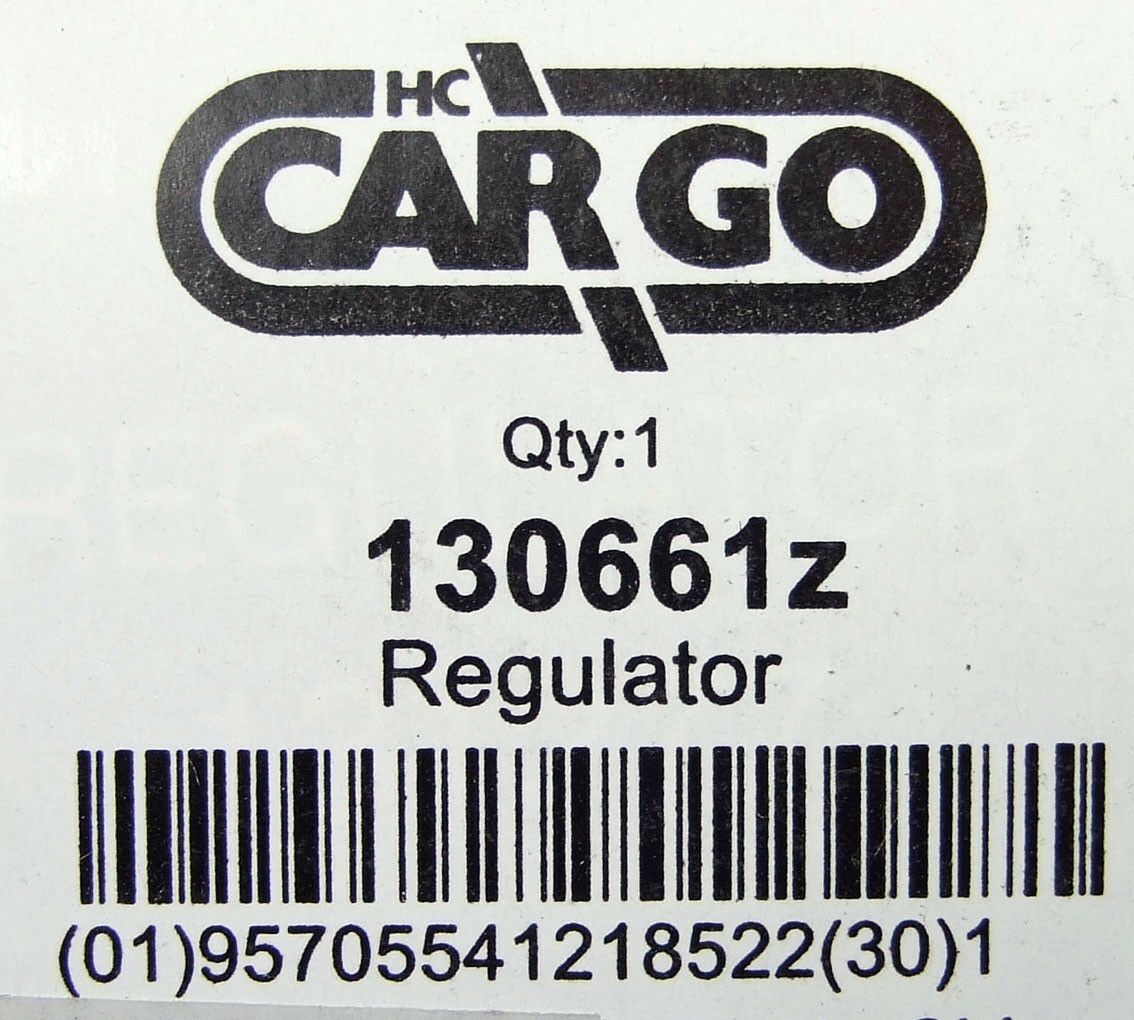 HC
CARGO
Qty:1
130661z
Regulator
(01)95705541218522(30)1